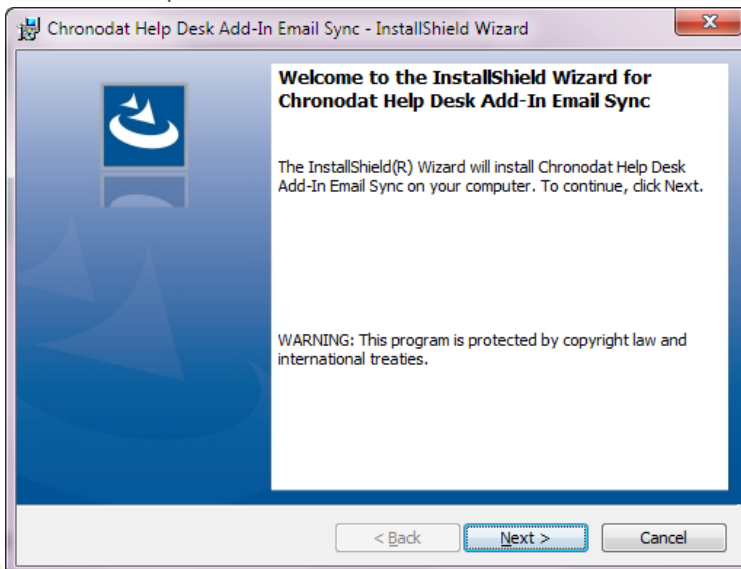 Chronodat Help Desk Add-In Email Sync - InstallShield Wizard
X
Welcome to the InstallShield Wizard for
Chronodat Help Desk Add-In Email Sync
The InstallShield(R) Wizard will install Chronodat Help Desk
Add-In Email Sync on your computer. To continue, click Next.
WARNING: This program is protected by copyright law and
international treaties.
< Back Next > Cancel